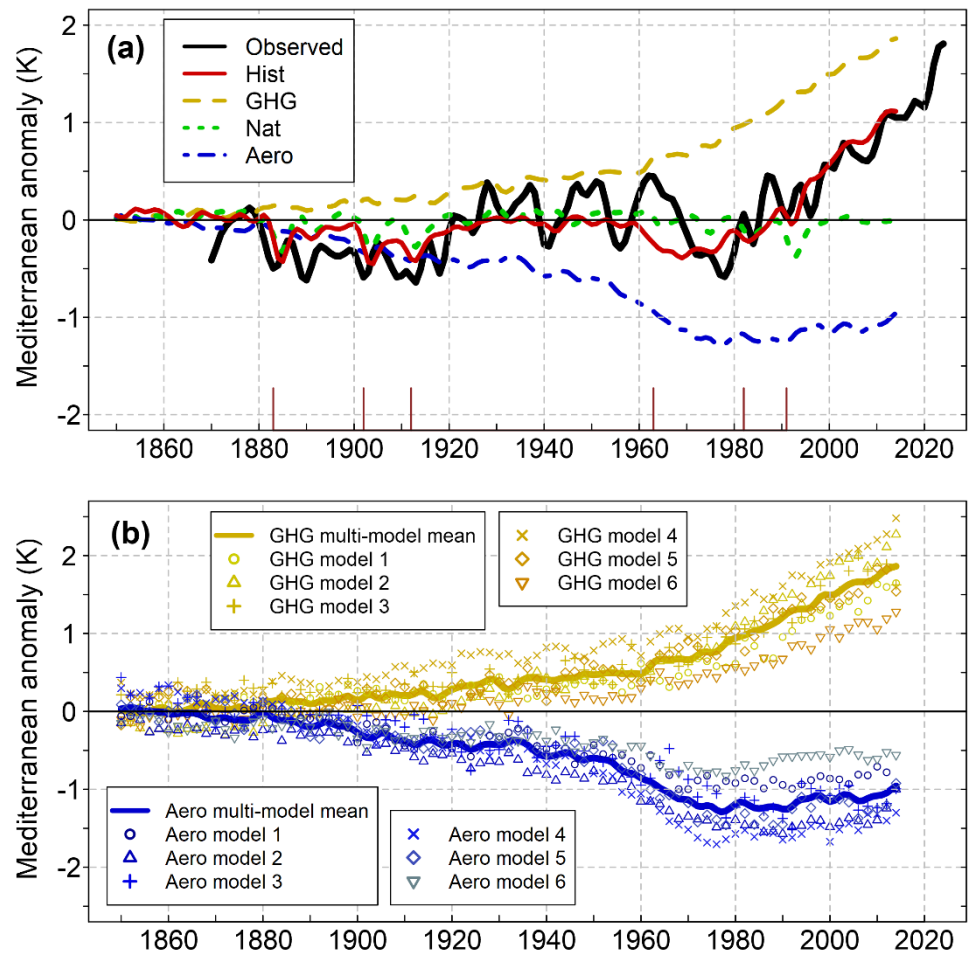 Mediterranean anomaly (K)
2
1
0
-1
-2
(a)
Observed
Hist
GHG
Nat
Aero
1860 1880 1900 1920 1940 1960 1980 2000 2020
Mediterranean anomaly (K)
2
1
0
-1
-2
(b)
GHG multi-model mean
GHG model 1
GHG model 2
GHG model 3
GHG model 4
GHG model 5
GHG model 6
Aero multi-model mean
Aero model 1
Aero model 2
Aero model 3
Aero model 4
Aero model 5
Aero model 6
1860 1880 1900 1920 1940 1960 1980 2000 2020